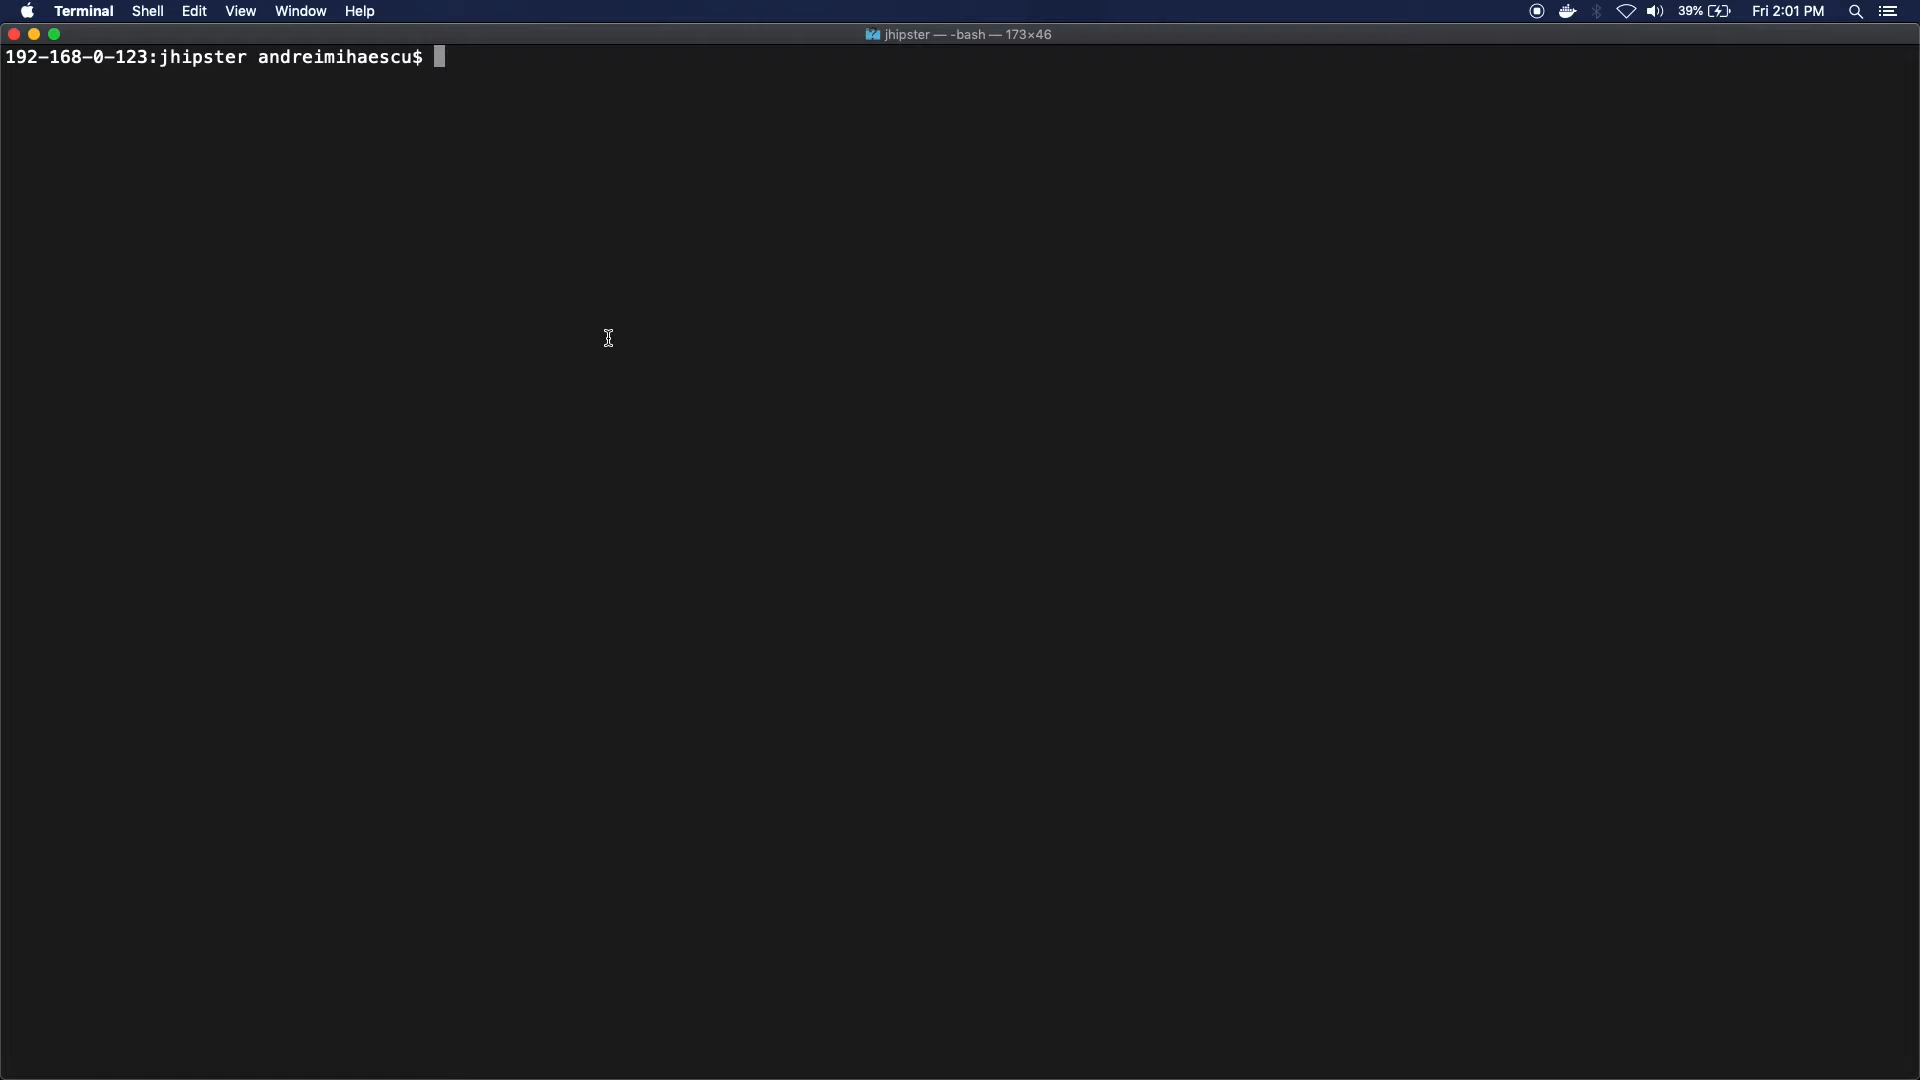 Terminal Shell Edit View Window Help 39% Fri 2:01 PM
jhipster — -bash — 173×46
192-168-0-123:jhipster andreimihaescu$